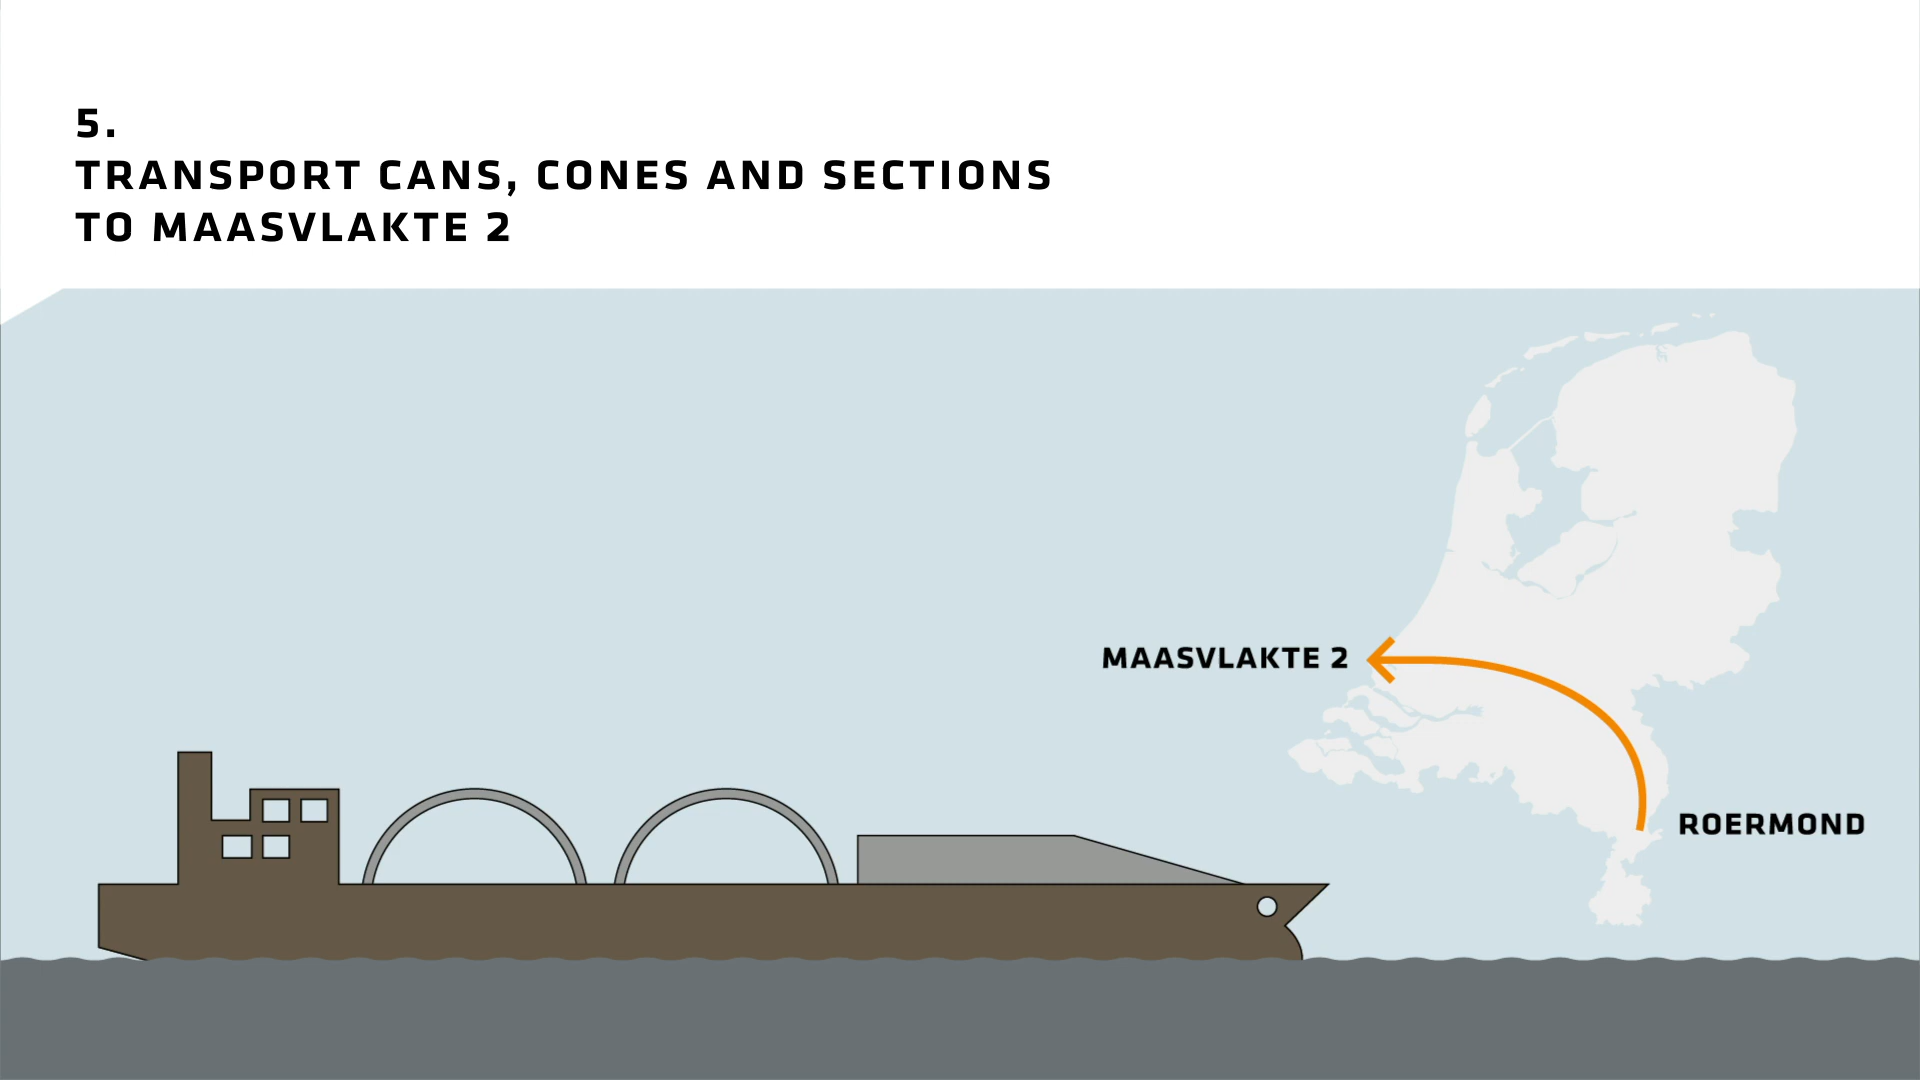 5.
TRANSPORT CANS, CONES AND SECTIONS
TO MAASVLAKTE 2
MAASVLAKTE 2
ROERMOND